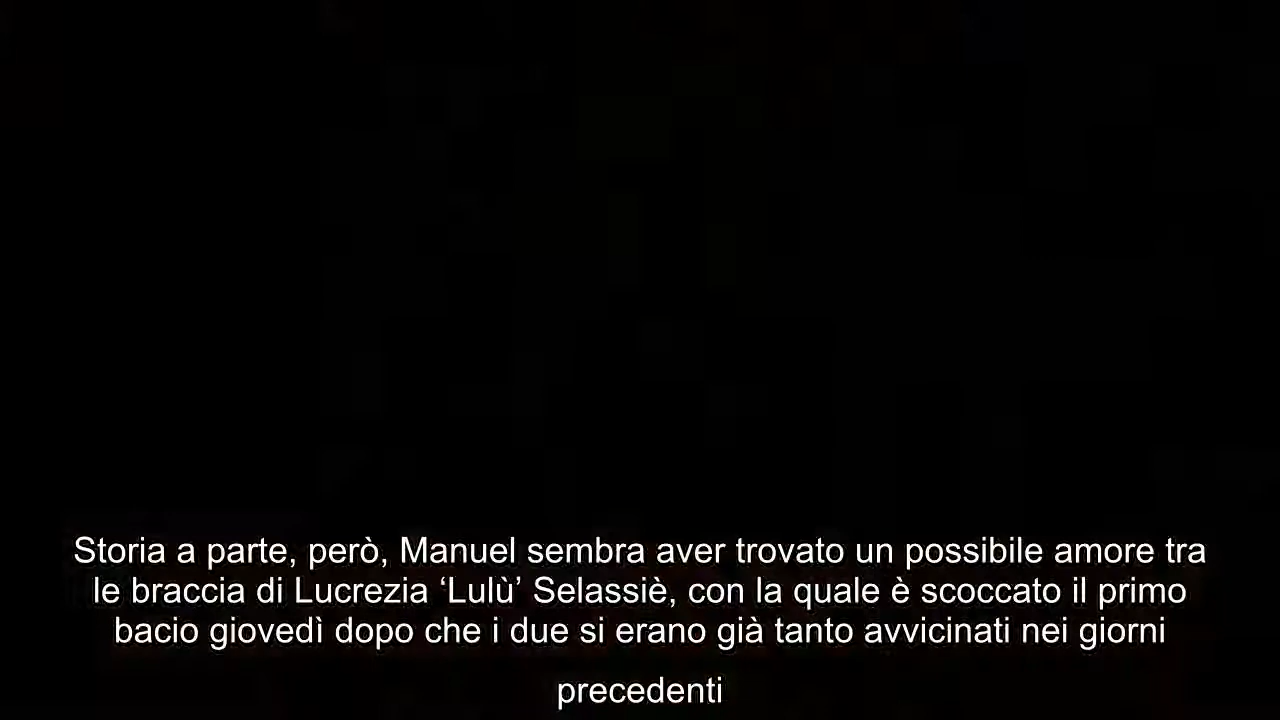 Storia a parte, però, Manuel sembra aver trovato un possibile amore tra
le braccia di Lucrezia ‘Lulù’ Selassiè, con la quale è scoccato il primo
bacio giovedì dopo che i due si erano già tanto avvicinati nei giorni
precedenti